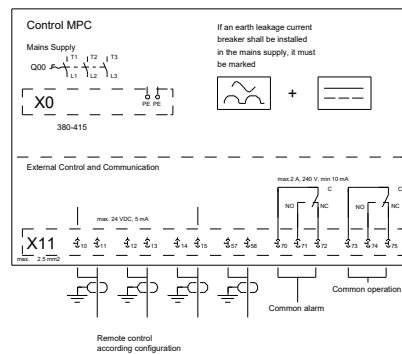 Control MPC
Mains Supply
T1 T2 T3
Q00
L1 L2 L3
X0
PE PE
380-415
If an earth leakage current
breaker shall be installed
in the mains supply, it must
be marked
+
External Control and Communication
max. 24 VDC, 5 mA
max.2 A, 240 V, min 10 mA
C C
NO NC NO NC
X11
10 11 12 13 14 15 57 58 70 71 72 73 74 75
max. 2.5 mm2
Common alarm
Common operation
Remote control
according configuration